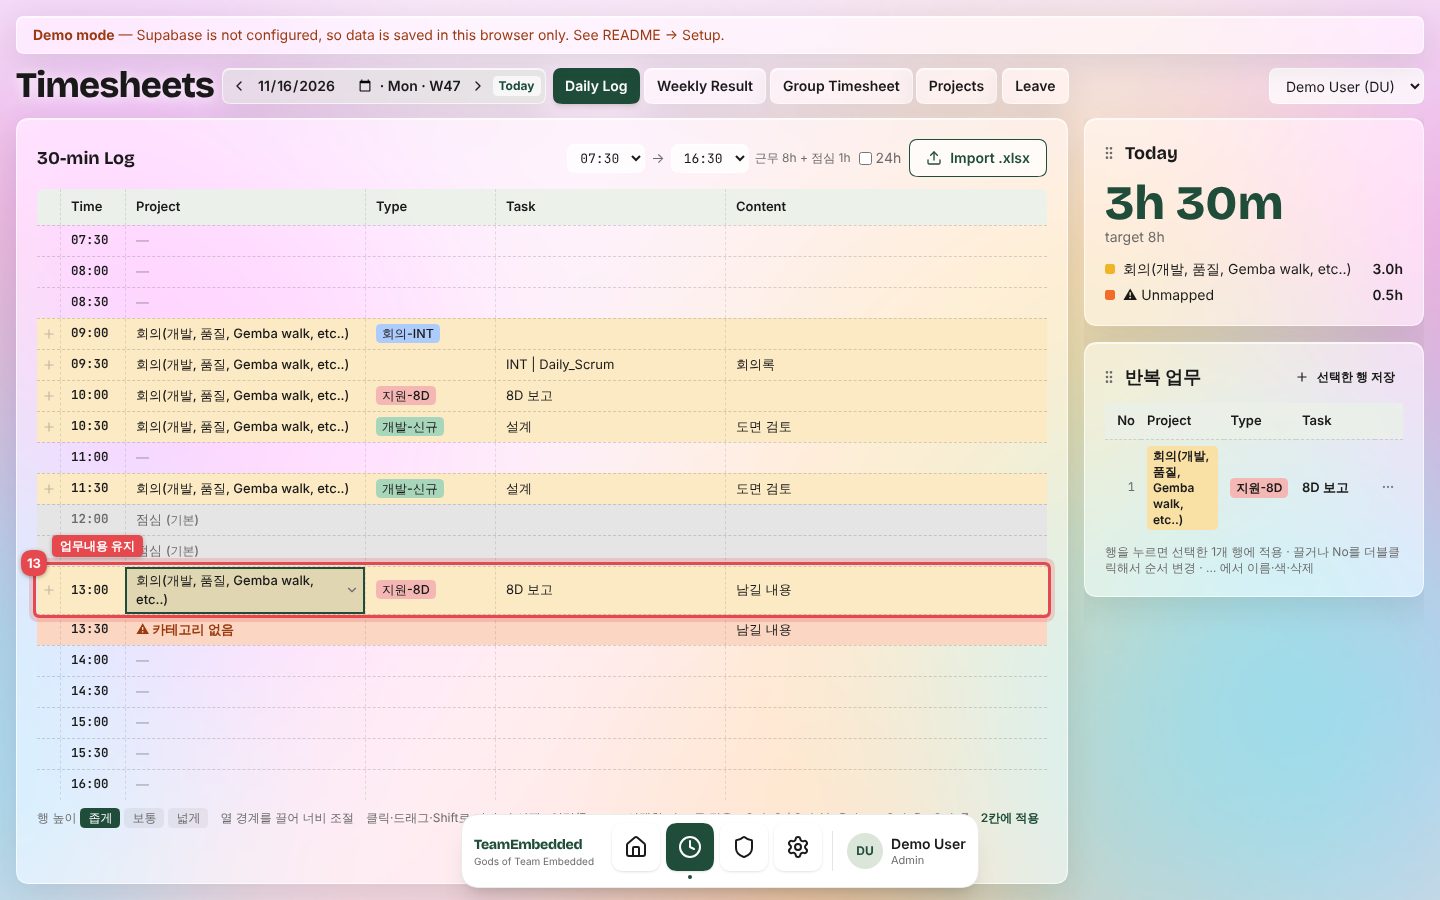 Demo mode — Supabase is not configured, so data is saved in this browser only. See README → Setup.
Timesheets
11/16/2026 · Mon · W47 Today
Daily Log Weekly Result Group Timesheet Projects Leave
Demo User (DU)
30-min Log
07:30 → 16:30 근무 8h + 점심 1h 24h Import .xlsx
Time Project Type Task Content
07:30 —
08:00 —
08:30 —
+ 09:00 회의(개발, 품질, Gemba walk, etc..) 회의-INT
+ 09:30 회의(개발, 품질, Gemba walk, etc..) INT | Daily_Scrum 회의록
+ 10:00 회의(개발, 품질, Gemba walk, etc..) 지원-8D 8D 보고
+ 10:30 회의(개발, 품질, Gemba walk, etc..) 개발-신규 설계 도면 검토
11:00 —
+ 11:30 회의(개발, 품질, Gemba walk, etc..) 개발-신규 설계 도면 검토
12:00 점심 (기본)
업무내용 유지
점심 (기본)
13
+ 13:00 회의(개발, 품질, Gemba walk, etc..) 지원-8D 8D 보고 남길 내용
13:30 ⚠ 카테고리 없음 남길 내용
14:00 —
14:30 —
15:00 —
15:30 —
16:00 —
행 높이 좁게 보통 넓게 열 경계를 끌어 너비 조절 클릭·드래그·Shift로
2칸에 적용
Today
3h 30m
target 8h
회의(개발, 품질, Gemba walk, etc..) 3.0h
⚠ Unmapped 0.5h
반복 업무 + 선택한 행 저장
No Project Type Task
1 회의(개발, 품질, Gemba walk, etc..) 지원-8D 8D 보고 ···
행을 누르면 선택한 1개 행에 적용 · 끌거나 No를 더블클
릭해서 순서 변경 · ... 에서 이름·색·삭제
TeamEmbedded
Gods of Team Embedded
DU
Demo User
Admin